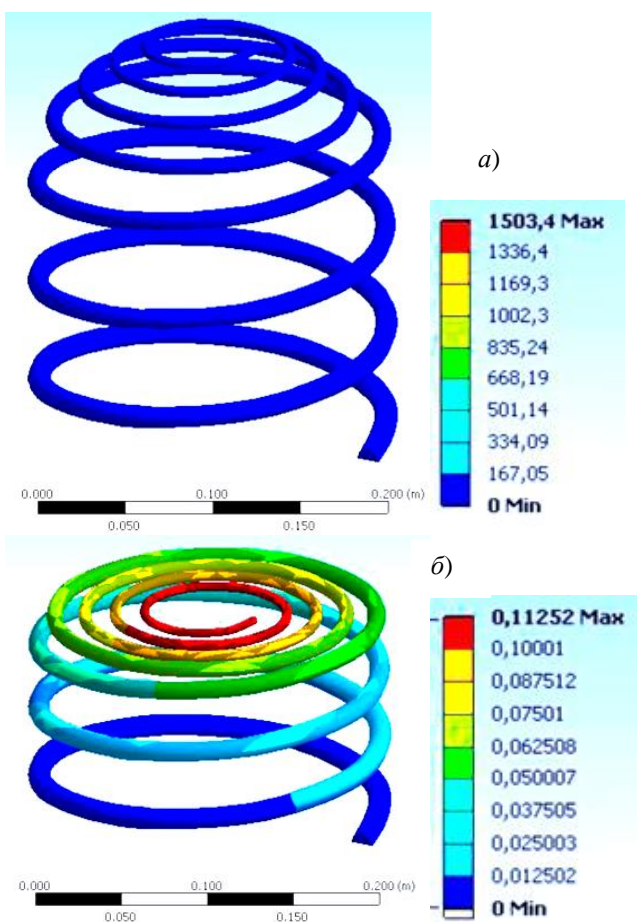 а)
1503,4 Max
1336,4
1169,3
1002,3
835,24
668,19
501,14
334,09
167,05
0 Min
0.000 0.100 0.200 (m)
0.050 0.150
б)
0,11252 Max
0,10001
0,087512
0,07501
0,062508
0,050007
0,037505
0,025003
0,012502
0 Min
0.000 0.100 0.200 (m)
0.050 0.150